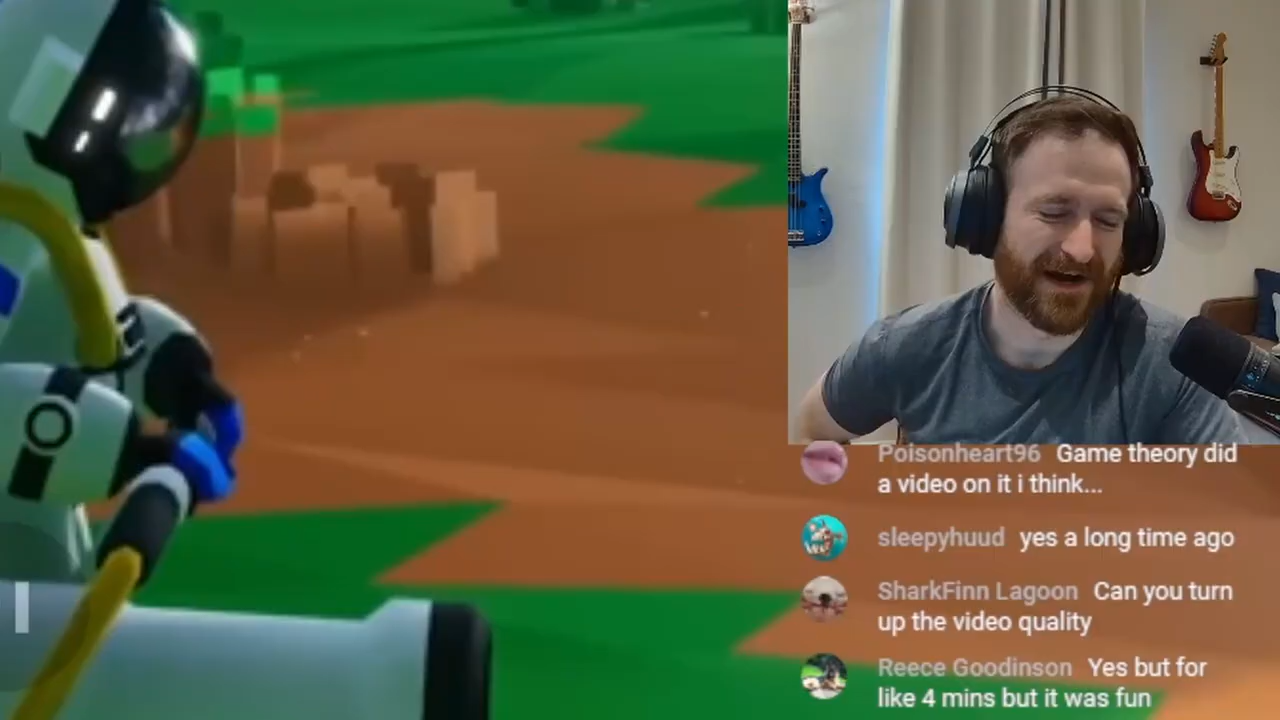 Poisonheart96 Game theory did
a video on it i think...
sleepyhuud yes a long time ago
SharkFinn Lagoon Can you turn
up the video quality
Reece Goodinson Yes but for
like 4 mins but it was fun